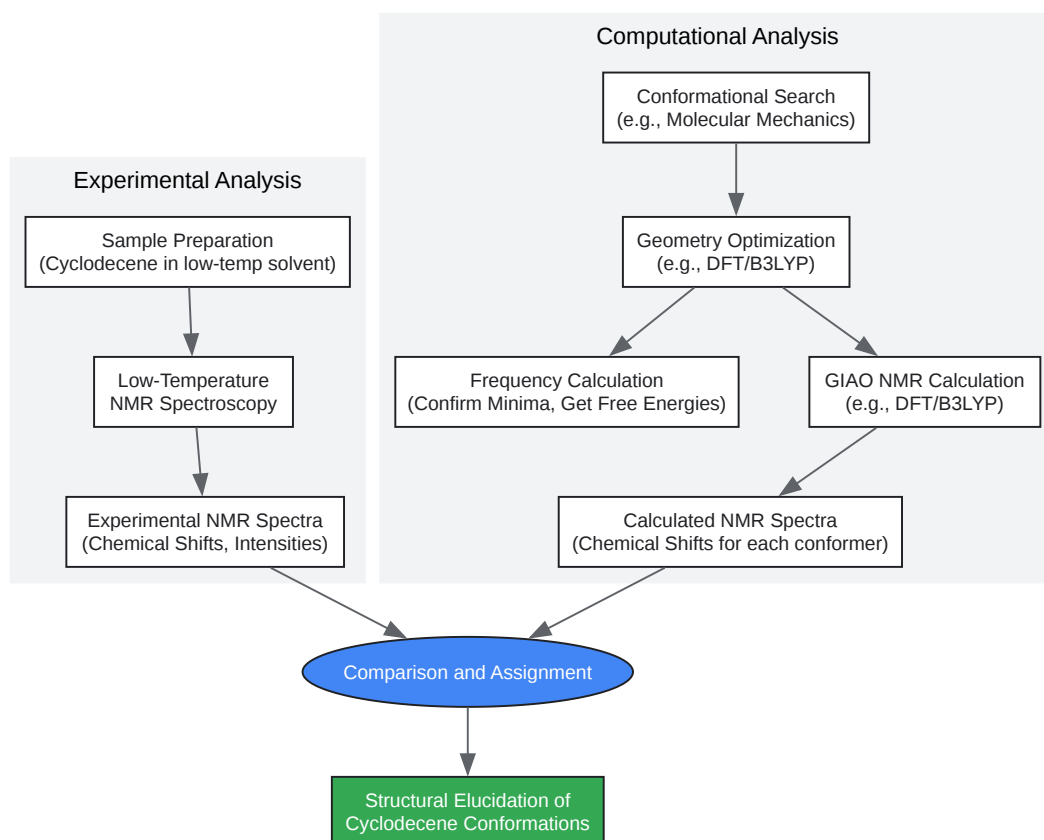 Computational Analysis
Conformational Search
(e.g., Molecular Mechanics)
Experimental Analysis
Sample Preparation
(Cyclodecene in low-temp solvent)
Geometry Optimization
(e.g., DFT/B3LYP)
Low-Temperature
NMR Spectroscopy
Frequency Calculation
(Confirm Minima, Get Free Energies)
GIAO NMR Calculation
(e.g., DFT/B3LYP)
Experimental NMR Spectra
(Chemical Shifts, Intensities)
Calculated NMR Spectra
(Chemical Shifts for each conformer)
Comparison and Assignment
Structural Elucidation of
Cyclodecene Conformations